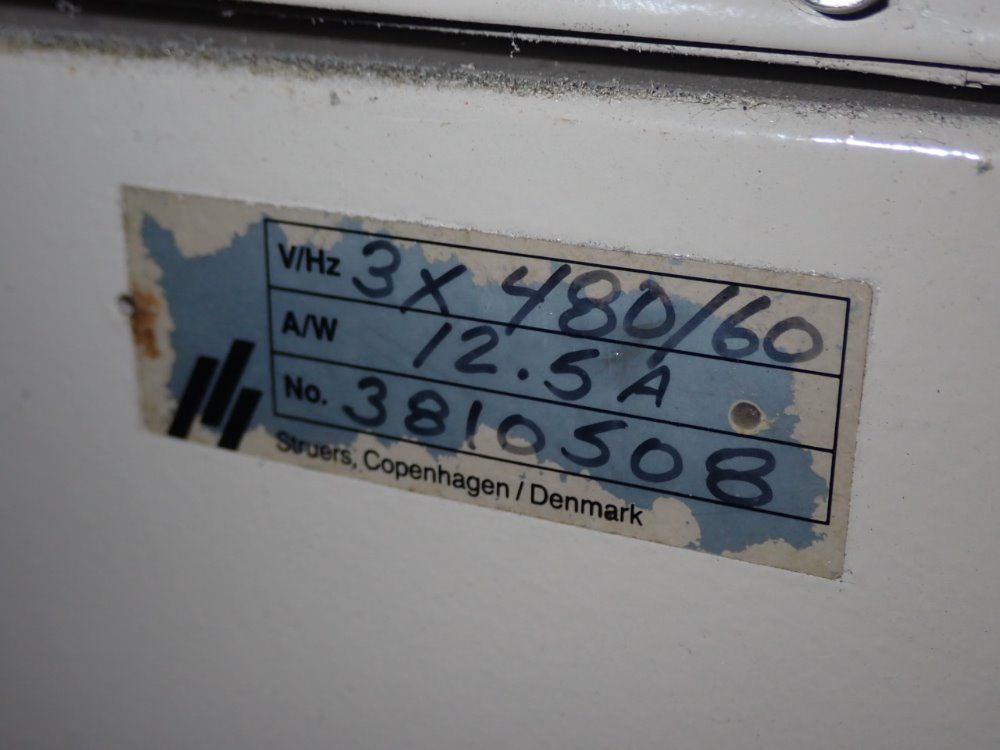 V/Hz 3X 480/60
A/W 12.5A
No. 3810508
Struers, Copenhagen / Denmark